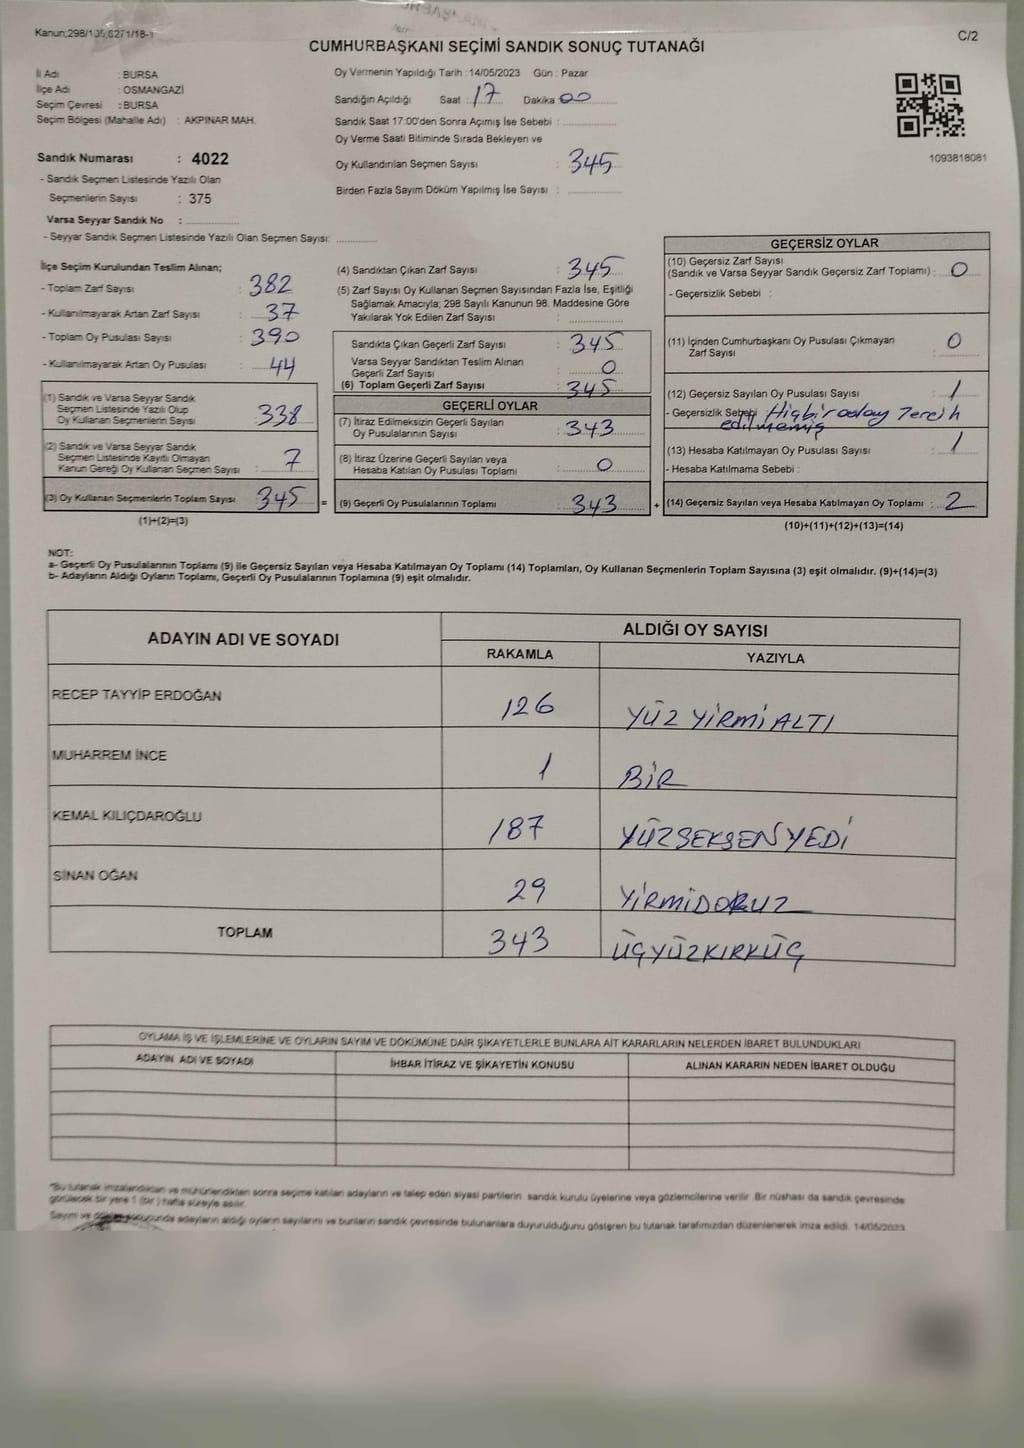 Kanun;298/105,6271/18-1
C/2
CUMHURBAŞKANI SEÇİMİ SANDIK SONUÇ TUTANAĞI
İl Adı : BURSA
İlçe Adı : OSMANGAZİ
Seçim Çevresi : BURSA
Seçim Bölgesi (Mahalle Adı) : AKPINAR MAH.
Sandık Numarası : 4022
- Sandık Seçmen Listesinde Yazılı Olan
Seçmenlerin Sayısı : 375
Varsa Seyyar Sandık No :
- Seyyar Sandık Seçmen Listesinde Yazılı Olan Seçmen Sayısı:
Oy Vermenin Yapıldığı Tarih : 14/05/2023 Gün : Pazar
Sandığın Açıldığı Saat : 17 Dakika 00
Sandık Saat 17:00'den Sonra Açımış İse Sebebi :
Oy Verme Saati Bitiminde Sırada Bekleyen ve
Oy Kullandırılan Seçmen Sayısı : 345
Birden Fazla Sayım Döküm Yapılmış İse Sayısı :
1093818081
İlçe Seçim Kurulundan Teslim Alınan;
- Toplam Zarf Sayısı : 382
- Kullanılmayarak Artan Zarf Sayısı : 37
- Toplam Oy Pusulası Sayısı : 390
- Kullanılmayarak Artan Oy Pusulası : 44
(1) Sandık ve Varsa Seyyar Sandık
Seçmen Listesinde Yazılı Olup
Oy Kullanan Seçmenlerin Sayısı : 338
(2) Sandık ve Varsa Seyyar Sandık
Seçmen Listesinde Kayıtlı Olmayan
Kanun Gereği Oy Kullanan Seçmen Sayısı : 7
(3) Oy Kullanan Seçmenlerin Toplam Sayısı : 345
(1)+(2)=(3)
(4) Sandıktan Çıkan Zarf Sayısı : 345
(5) Zarf Sayısı Oy Kullanan Seçmen Sayısından Fazla İse, Eşitliği
Sağlamak Amacıyla; 298 Sayılı Kanunun 98. Maddesine Göre
Yakılarak Yok Edilen Zarf Sayısı :
Sandıkta Çıkan Geçerli Zarf Sayısı : 345
Varsa Seyyar Sandıktan Teslim Alınan
Geçerli Zarf Sayısı : 0
(6) Toplam Geçerli Zarf Sayısı : 345
GEÇERLİ OYLAR
(7) İtiraz Edilmeksizin Geçerli Sayılan
Oy Pusulalarının Sayısı : 343
(8) İtiraz Üzerine Geçerli Sayılan veya
Hesaba Katılan Oy Pusulası Toplamı : 0
= (9) Geçerli Oy Pusulalarının Toplamı : 343 +
GEÇERSİZ OYLAR
(10) Geçersiz Zarf Sayısı
(Sandık ve Varsa Seyyar Sandık Geçersiz Zarf Toplamı) : 0
- Geçersizlik Sebebi :
(11) İçinden Cumhurbaşkanı Oy Pusulası Çıkmayan
Zarf Sayısı : 0
(12) Geçersiz Sayılan Oy Pusulası Sayısı : 1
- Geçersizlik Sebebi : Hiçbir aday Tercih
edilmemiş
(13) Hesaba Katılmayan Oy Pusulası Sayısı : 1
- Hesaba Katılmama Sebebi :
(14) Geçersiz Sayılan veya Hesaba Katılmayan Oy Toplamı : 2
(10)+(11)+(12)+(13)=(14)
NOT:
a- Geçerli Oy Pusulalarının Toplamı (9) ile Geçersiz Sayılan veya Hesaba Katılmayan Oy Toplamı (14) Toplamları, Oy Kullanan Seçmenlerin Toplam Sayısına (3) eşit olmalıdır. (9)+(14)=(3)
b- Adayların Aldığı Oyların Toplamı, Geçerli Oy Pusulalarının Toplamına (9) eşit olmalıdır.
ADAYIN ADI VE SOYADI ALDIĞI OY SAYISI
RAKAMLA YAZIYLA
RECEP TAYYİP ERDOĞAN 126 YÜZ YİRMİ ALTI
MUHARREM İNCE 1 BİR
KEMAL KILIÇDAROĞLU 187 YÜZSEKSENYEDİ
SİNAN OĞAN 29 YİRMİDOKUZ
TOPLAM 343 ÜÇYÜZKIRKÜÇ
OYLAMA İŞ VE İŞLEMLERİNE VE OYLARIN SAYIM VE DÖKÜMÜNE DAİR ŞİKAYETLERLE BUNLARA AİT KARARLARIN NELERDEN İBARET BULUNDUKLARI
ADAYIN ADI VE SOYADI İHBAR İTİRAZ VE ŞİKAYETİN KONUSU ALINAN KARARIN NEDEN İBARET OLDUĞU
"Bu tutanak imzalandıktan ve mühürlendikten sonra seçime katılan adayların ve talep eden siyasi partilerin sandık kurulu üyelerine veya gözlemcilerine verilir. Bir nüshası da sandık çevresinde
görülecek bir yere 1 (bir) hafta süreyle asılır.
Sayım ve döküm sonucunda adayların aldığı oyların sayılarını ve bunların sandık çevresinde bulunanlara duyurulduğunu gösteren bu tutanak tarafımızdan düzenlenerek imza edildi. 14/05/2023